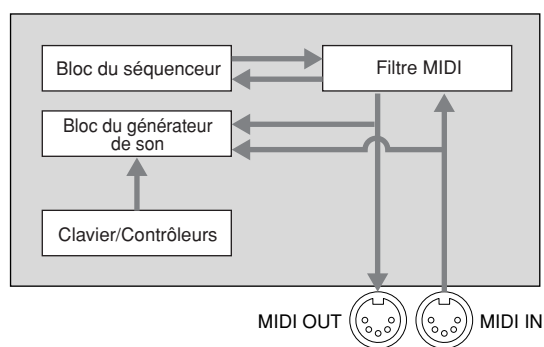 Bloc du séquenceur
Filtre MIDI
Bloc du générateur
de son
Clavier/Contrôleurs
MIDI OUT
MIDI IN